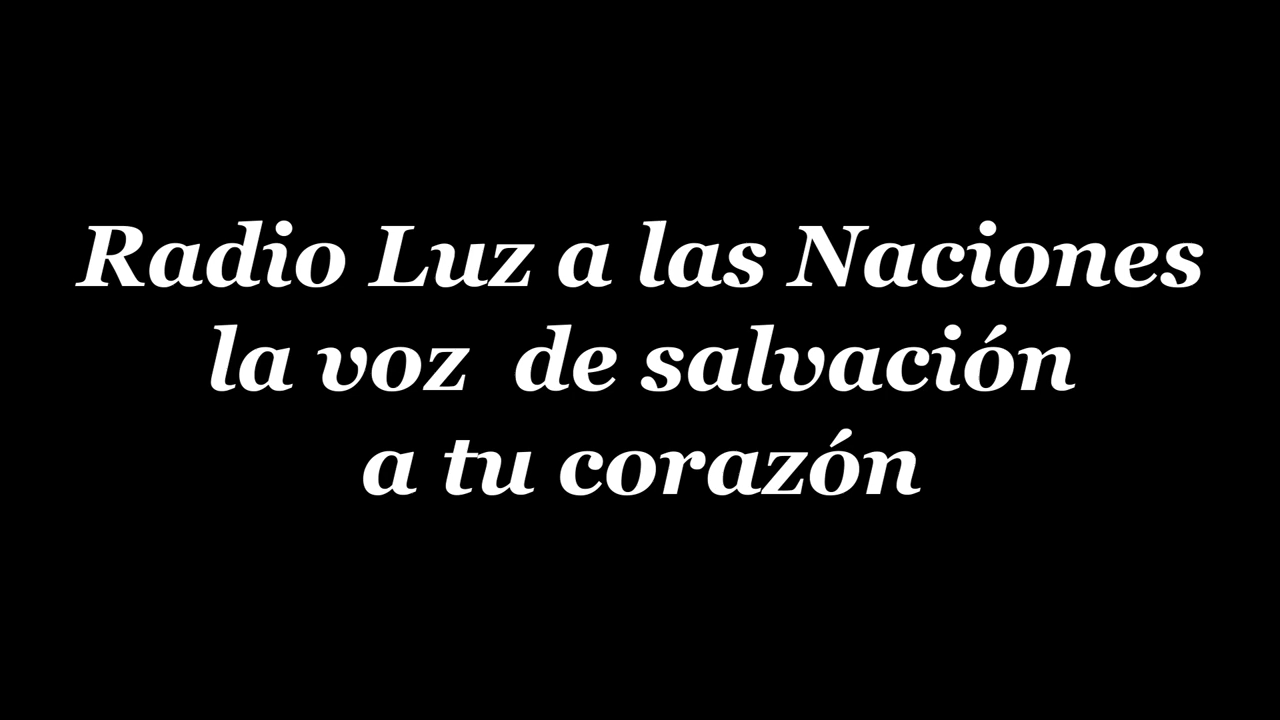 Radio Luz a las Naciones
la voz  de salvación
a tu corazón